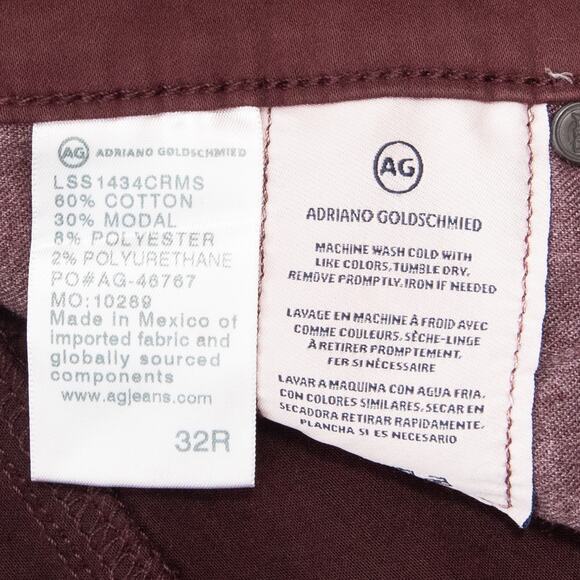 AG ADRIANO GOLDSCHMIED
LSS1434CRMS
60% COTTON
30% MODAL
8% POLYESTER
2% POLYURETHANE
PO#AG-46767
MO:10289
Made in Mexico of
imported fabric and
globally sourced
components
www.agjeans.com
32R
AG
ADRIANO GOLDSCHMIED
MACHINE WASH COLD WITH
LIKE COLORS, TUMBLE DRY,
REMOVE PROMPTLY, IRON IF NEEDED
LAVAGE EN MACHINE À FROID AVEC
COMME COULEURS, SÈCHE-LINGE
À RETIRER PROMPTEMENT,
FER SI NÉCESSAIRE
LAVAR A MAQUINA CON AGUA FRIA,
CON COLORES SIMILARES, SECAR EN
SECADORA RETIRAR RAPIDAMENTE,
PLANCHA SI ES NECESARIO